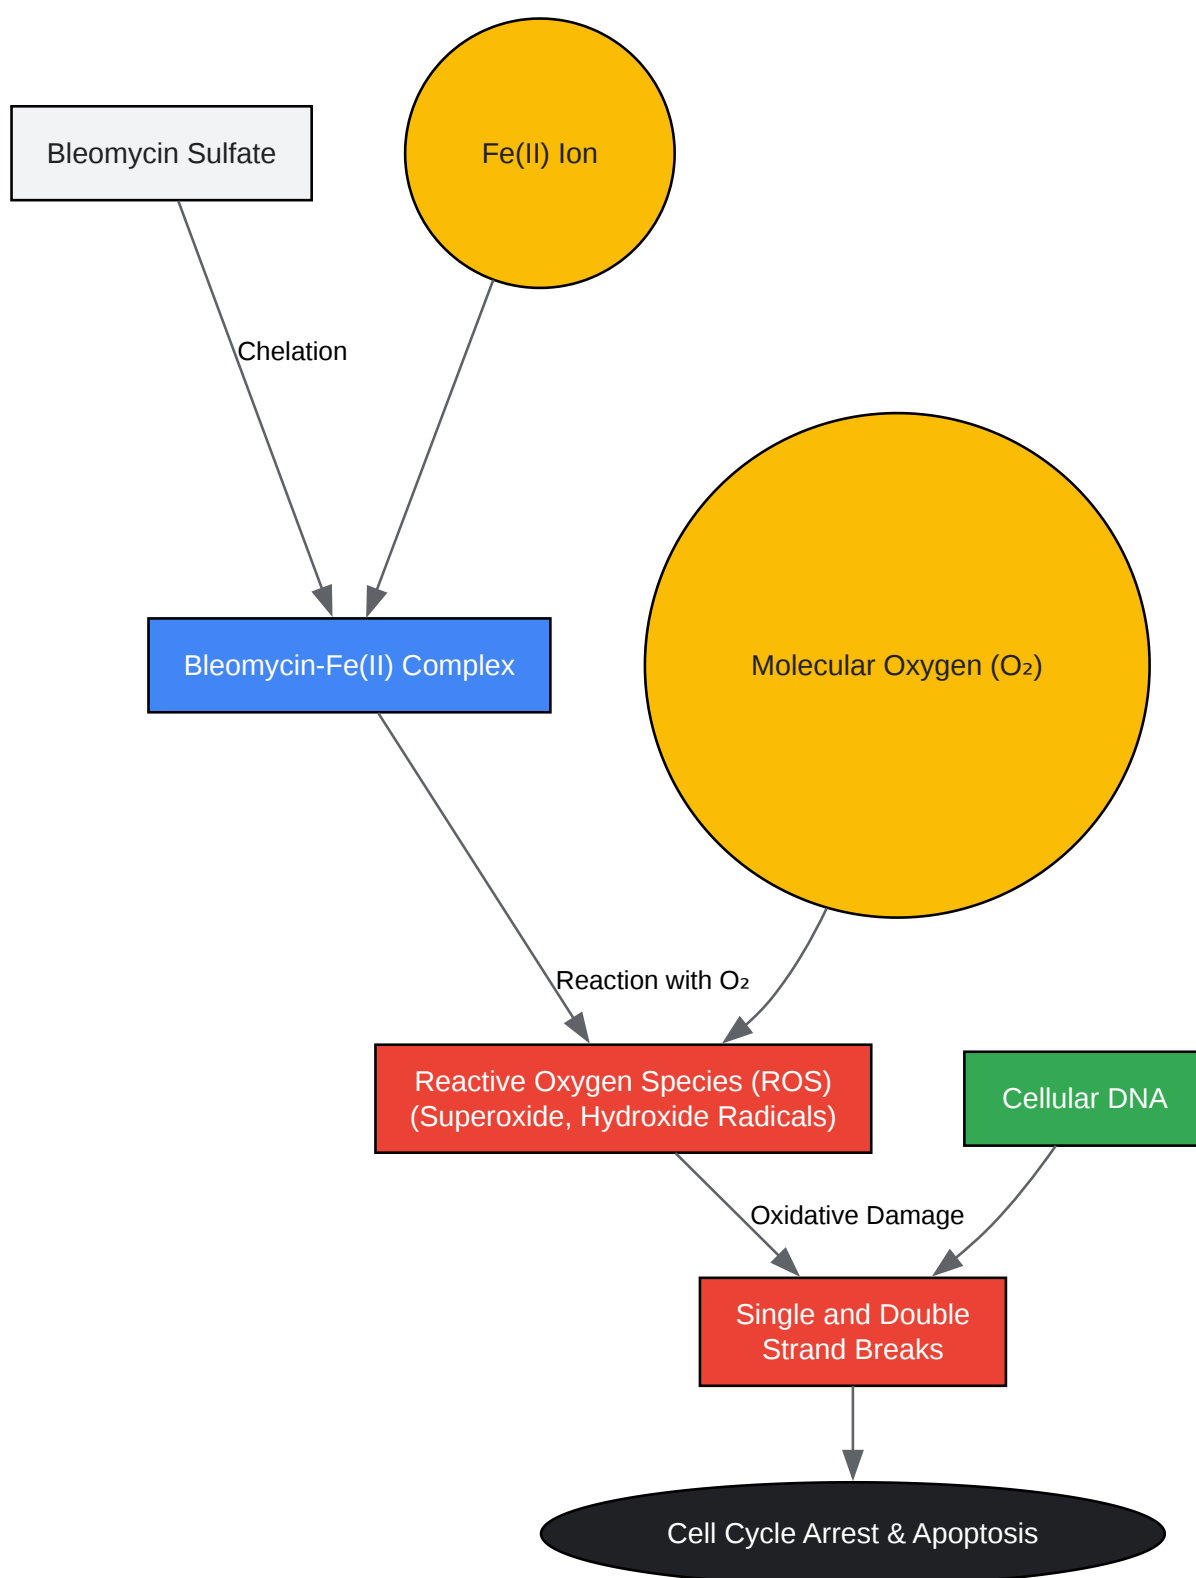 Bleomycin Sulfate
Fe(II) Ion
Chelation
Bleomycin-Fe(II) Complex
Molecular Oxygen (O₂)
Reaction with O₂
Reactive Oxygen Species (ROS)
(Superoxide, Hydroxide Radicals)
Cellular DNA
Oxidative Damage
Single and Double
Strand Breaks
Cell Cycle Arrest & Apoptosis